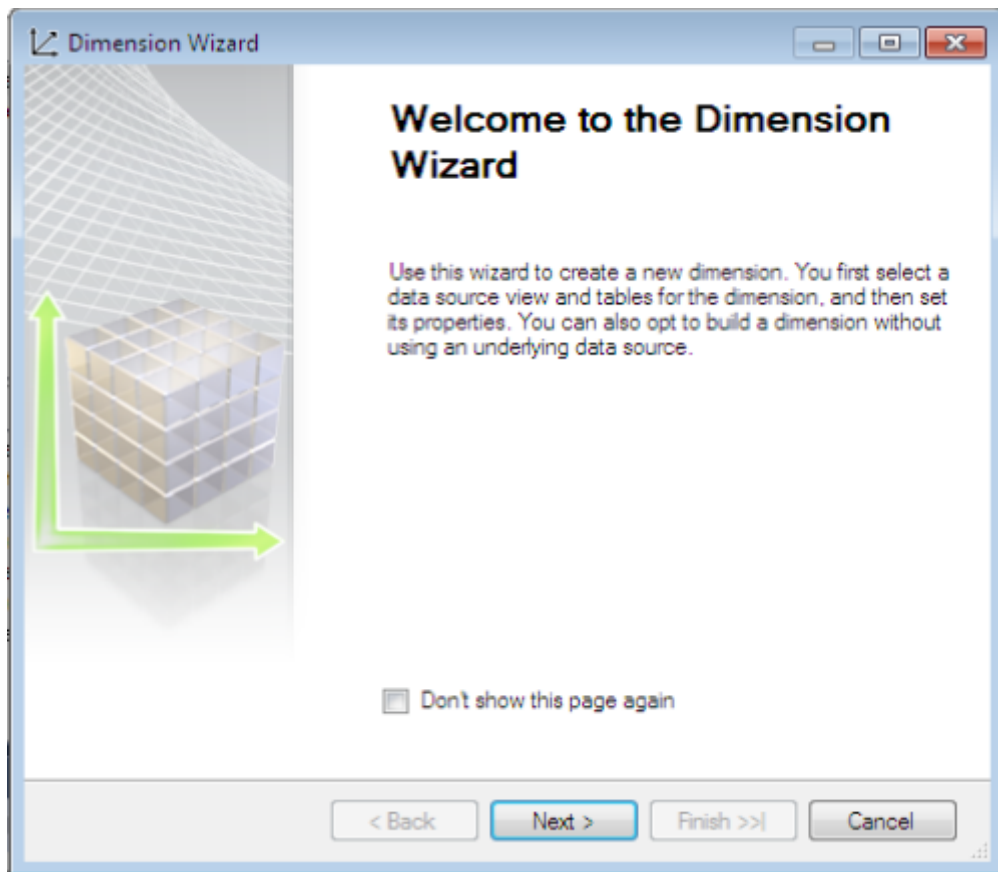 Dimension Wizard
Welcome to the Dimension
Wizard
Use this wizard to create a new dimension. You first select a
data source view and tables for the dimension, and then set
its properties. You can also opt to build a dimension without
using an underlying data source.
Don't show this page again
< Back
Next >
Finish >>|
Cancel